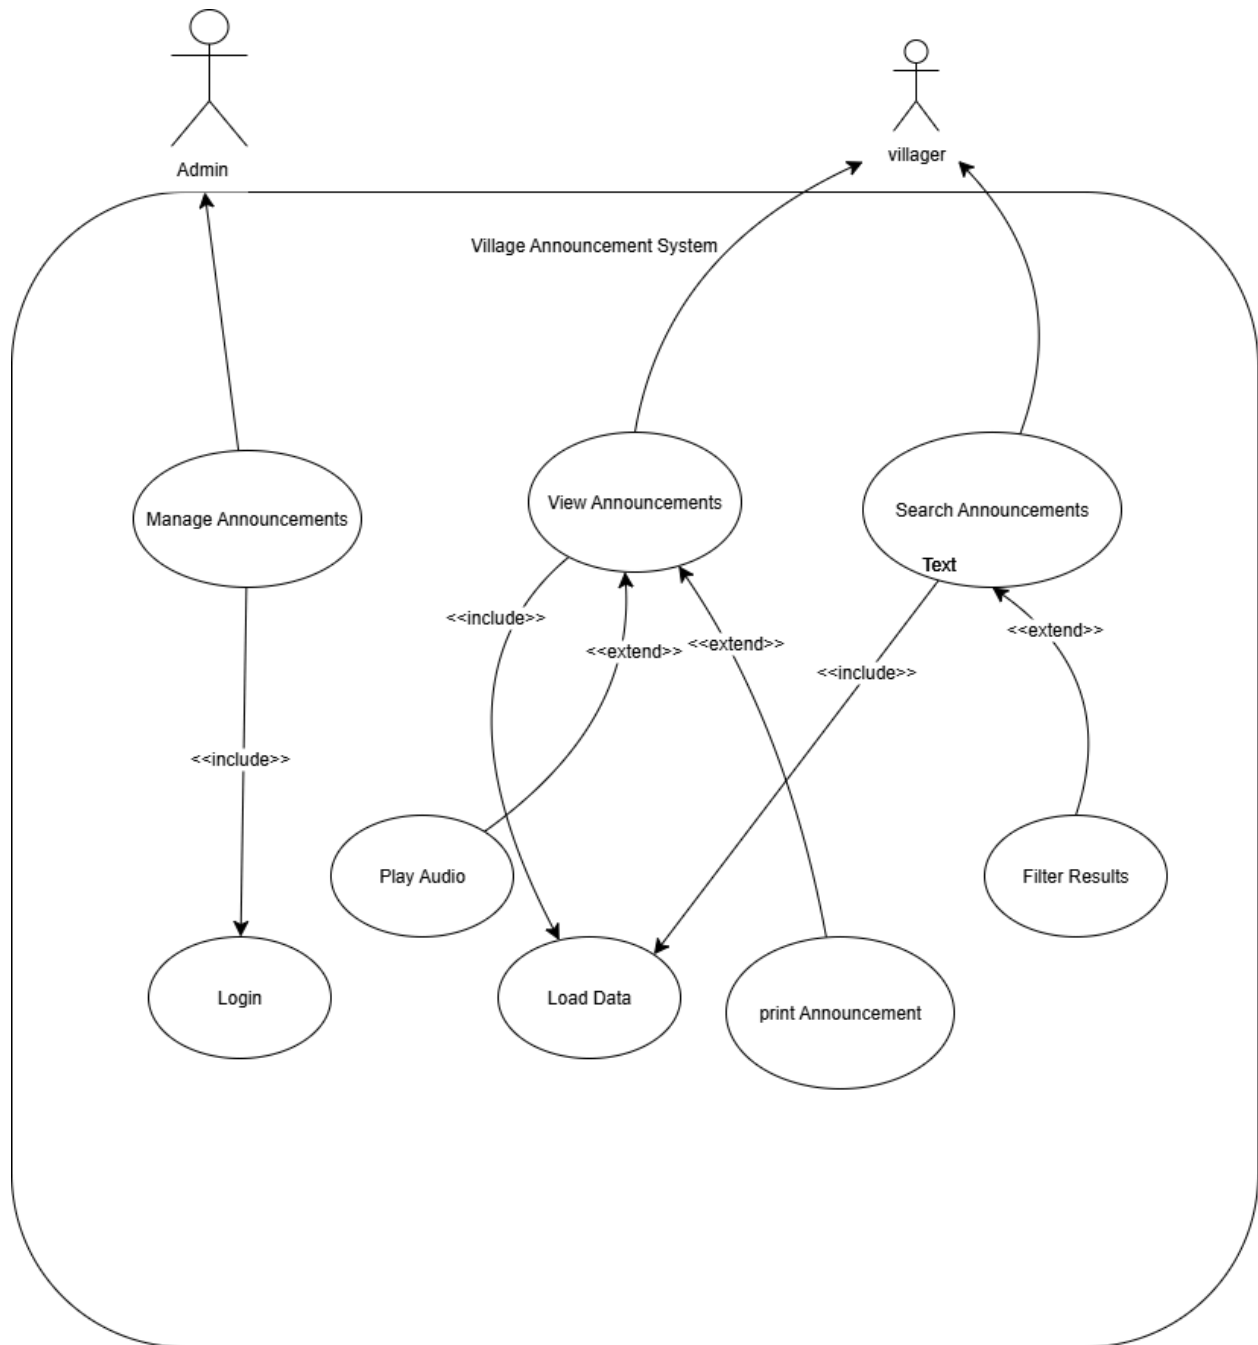 Admin
villager
Village Announcement System
Manage Announcements
View Announcements
Search Announcements
Text
<<include>>
<<extend>>
<<extend>>
<<include>>
<<extend>>
<<include>>
Play Audio
Filter Results
Login
Load Data
print Announcement